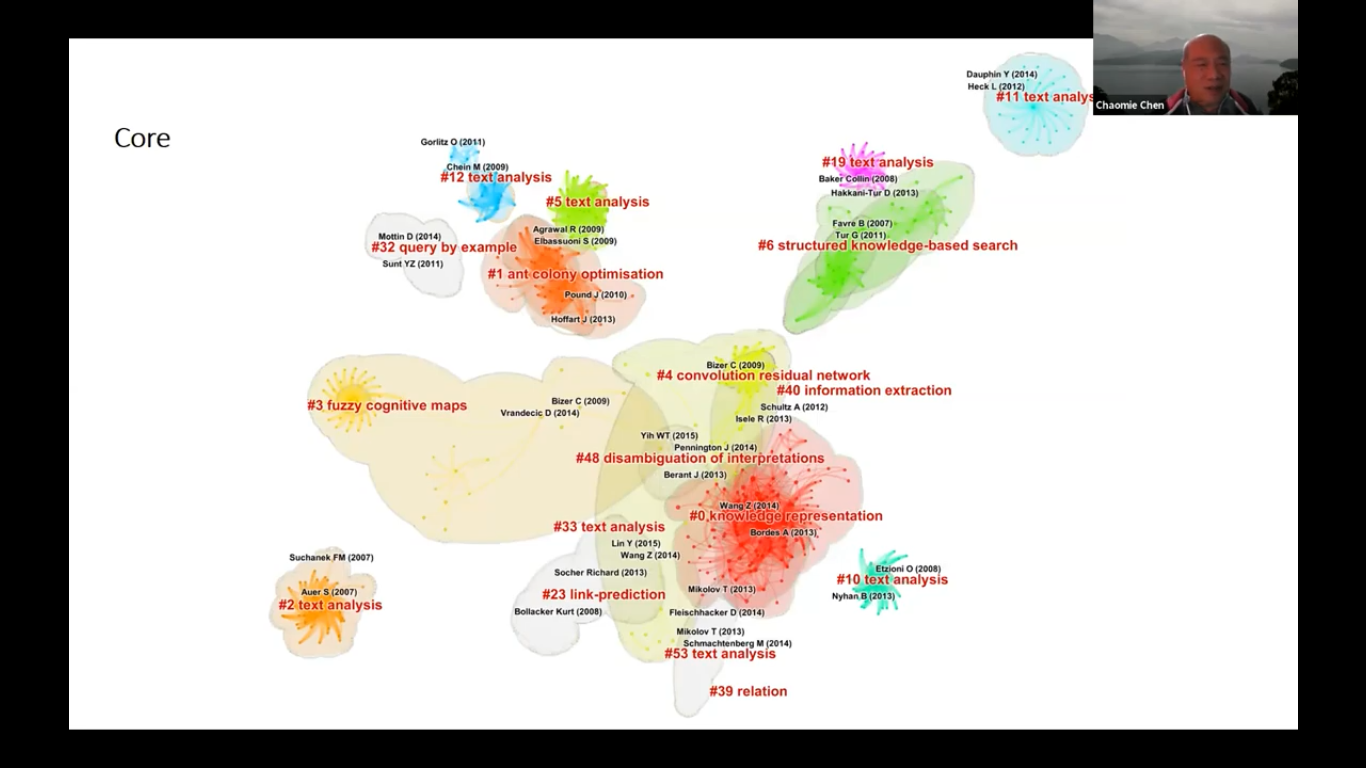 Core
Dauphin Y (2014)
Heck L (2012)
#11 text analys
Chaomie Chen
Gorlitz O (2011)
Chein M (2009)
#12 text analysis
#5 text analysis
Mottin D (2014)
#32 query by example
Sunt YZ (2011)
Agrawal R (2009)
Elbassuoni S (2009)
#1 ant colony optimisation
Pound J (2010)
Hoffart J (2013)
#19 text analysis
Baker Collin (2008)
Hakkani-Tur D (2013)
Favre B (2007)
Tur G (2011)
#6 structured knowledge-based search
#3 fuzzy cognitive maps
Bizer C (2009)
Vrandecic D (2014)
Bizer C (2009)
#4 convolution residual network
#40 information extraction
Schultz A (2012)
Isele R (2013)
Yih WT (2015)
Pennington J (2014)
#48 disambiguation of interpretations
Berant J (2013)
Wang Z (2014)
#0 knowledge representation
Bordes A (2013)
#33 text analysis
Lin Y (2015)
Wang Z (2014)
Socher Richard (2013)
#23 link-prediction
Bollacker Kurt (2008)
Mikolov T (2013)
Fleischhacker D (2014)
Mikolov T (2013)
Schmachtenberg M (2014)
#53 text analysis
#39 relation
Etzioni O (2008)
#10 text analysis
Nyhan B (2013)
Suchanek FM (2007)
Auer S (2007)
#2 text analysis